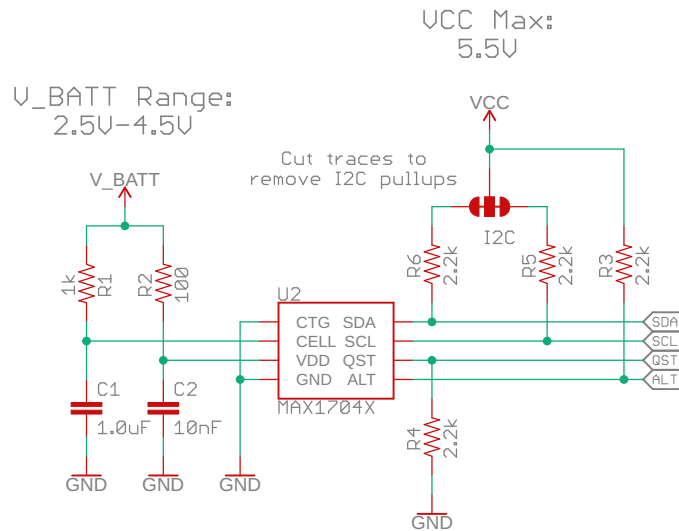 VCC Max:
5.5V
V_BATT Range:
2.5V-4.5V
VCC
Cut traces to
remove I2C pullups
V_BATT
I2C
1k
R1
R2
100
R6
2.2k
R5
2.2k
R3
2.2k
U2
CTG SDA
CELL SCL
VDD QST
GND ALT
MAX1704X
SDA
SCL
QST
ALT
C1
1.0uF
C2
10nF
R4
2.2k
GND
GND
GND
GND